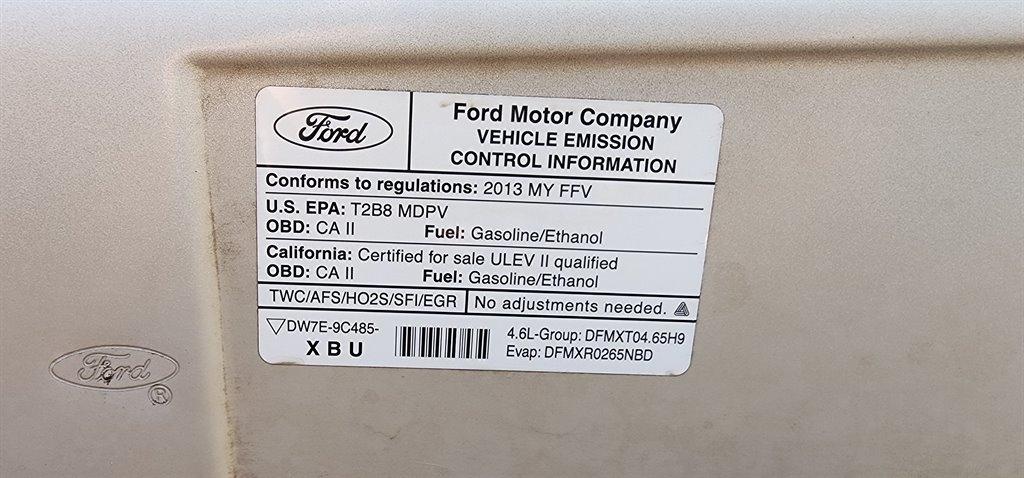 Ford
Ford Motor Company
VEHICLE EMISSION
CONTROL INFORMATION
Conforms to regulations: 2013 MY FFV
U.S. EPA: T2B8 MDPV
OBD: CA II Fuel: Gasoline/Ethanol
California: Certified for sale ULEV II qualified
OBD: CA II Fuel: Gasoline/Ethanol
TWC/AFS/HO2S/SFI/EGR No adjustments needed.
DW7E-9C485-
X B U
4.6L-Group: DFMXT04.65H9
Evap: DFMXR0265NBD
Ford ®